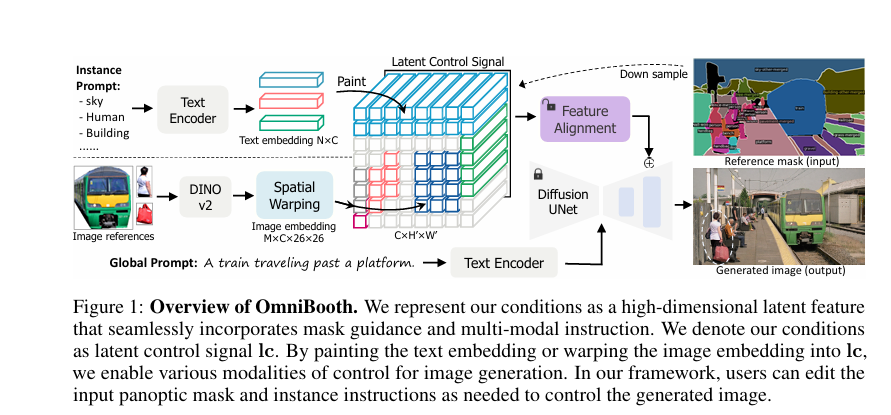 Instance
Prompt:
- sky
- Human
- Building
......
Text
Encoder
Text embedding N×C
Paint
Latent Control Signal
Down sample
Feature
Alignment
Reference mask (input)
Image references
DINO
v2
Spatial
Warping
Image embedding
M×C×26×26
C×H'×W'
Diffusion
UNet
Generated image (output)
Global Prompt: A train traveling past a platform.
Text Encoder
Figure 1: Overview of OmniBooth. We represent our conditions as a high-dimensional latent feature
that seamlessly incorporates mask guidance and multi-modal instruction. We denote our conditions
as latent control signal lc. By painting the text embedding or warping the image embedding into lc,
we enable various modalities of control for image generation. In our framework, users can edit the
input panoptic mask and instance instructions as needed to control the generated image.